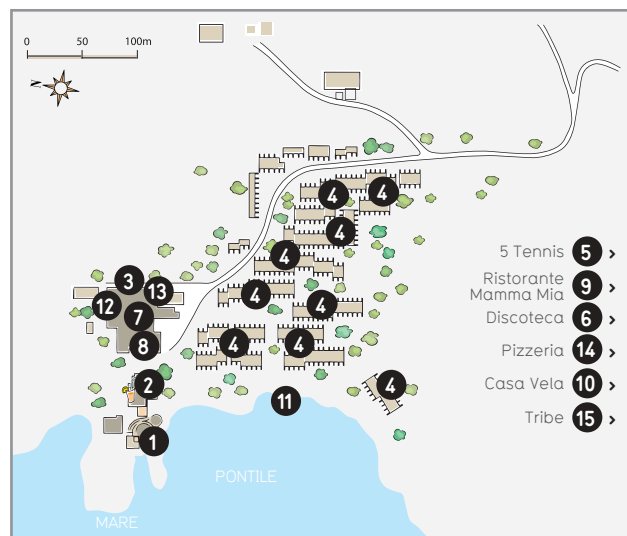 0 50 100m
N
4 4
4
4
3
13
12
4
4
7
8
4 4
2
4
11
1
5 Tennis 5 >
Ristorante
Mamma Mia 9 >
Discoteca 6 >
Pizzeria 14 >
Casa Vela 10 >
Tribe 15 >
PONTILE
MARE